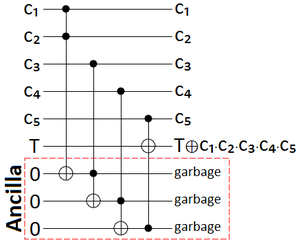 C₁ C₁
C₂ C₂
C₃ C₃
C₄ C₄
C₅ C₅
T T⊕C₁·C₂·C₃·C₄·C₅
Ancilla
0 garbage
0 garbage
0 garbage